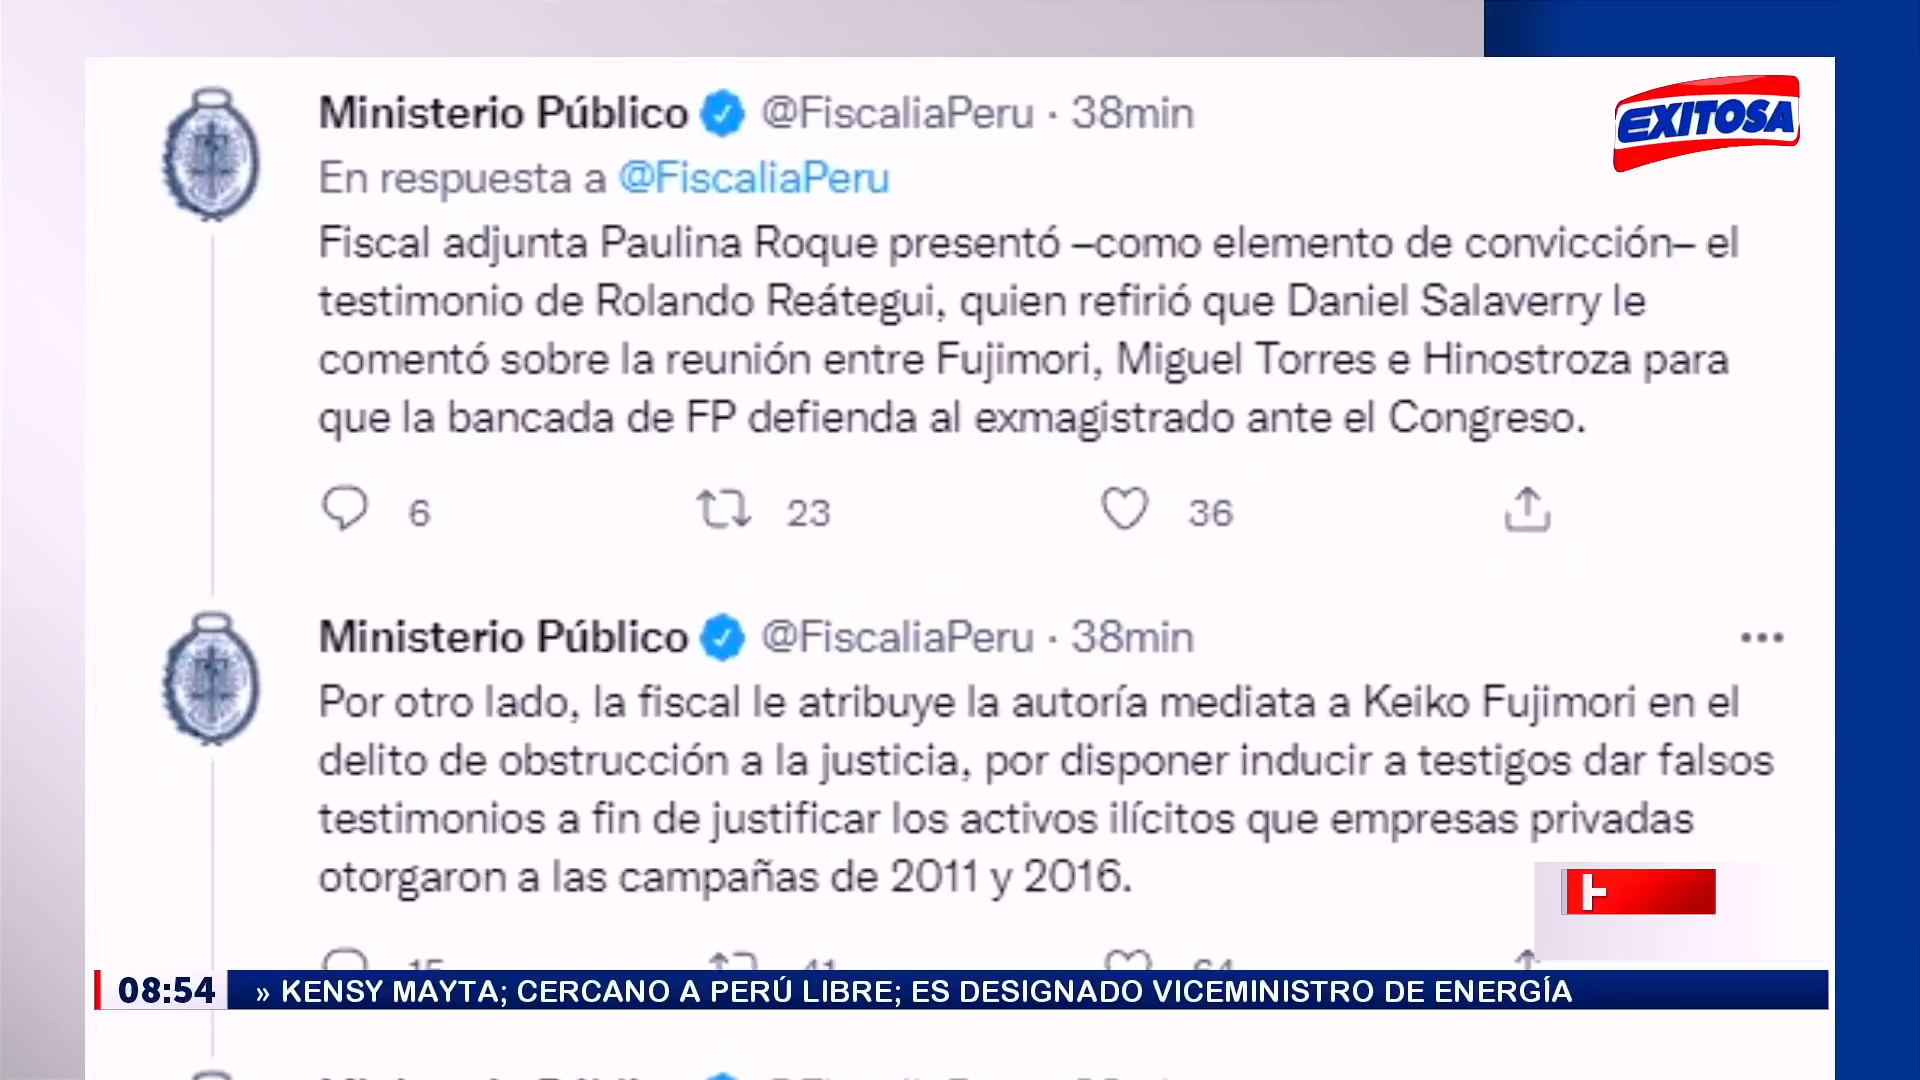 Ministerio Público @FiscaliaPeru · 38min
EXITOSA
En respuesta a @FiscaliaPeru
Fiscal adjunta Paulina Roque presentó –como elemento de convicción– el
testimonio de Rolando Reátegui, quien refirió que Daniel Salaverry le
comentó sobre la reunión entre Fujimori, Miguel Torres e Hinostroza para
que la bancada de FP defienda al exmagistrado ante el Congreso.
6 23 36
Ministerio Público @FiscaliaPeru · 38min
Por otro lado, la fiscal le atribuye la autoría mediata a Keiko Fujimori en el
delito de obstrucción a la justicia, por disponer inducir a testigos dar falsos
testimonios a fin de justificar los activos ilícitos que empresas privadas
otorgaron a las campañas de 2011 y 2016.
08:54 » KENSY MAYTA; CERCANO A PERÚ LIBRE; ES DESIGNADO VICEMINISTRO DE ENERGÍA